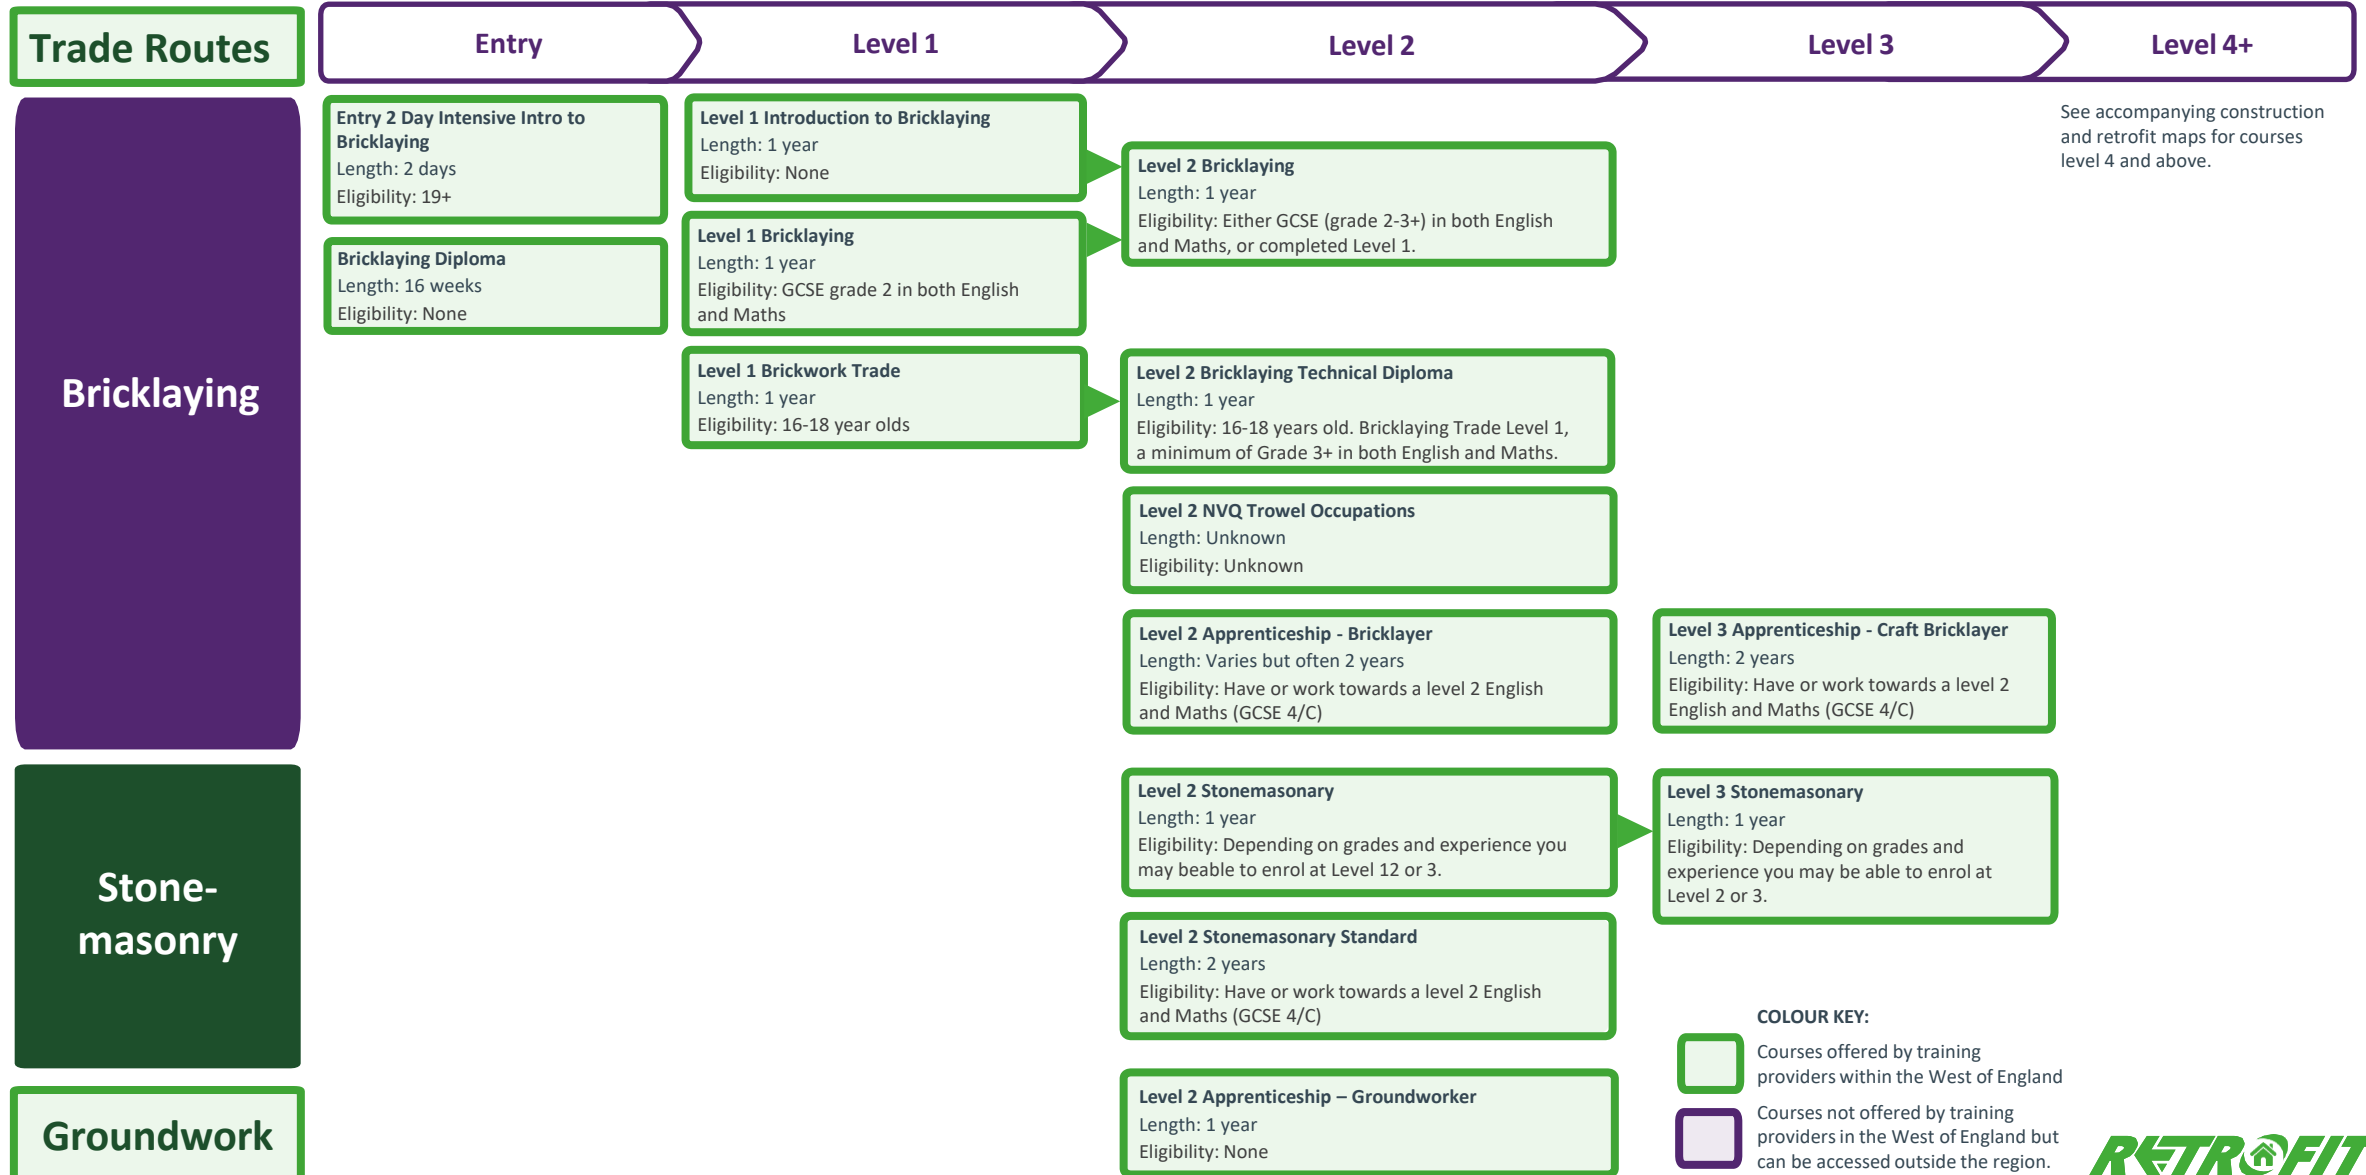 Trade Routes
Entry
Level 1
Level 2
Level 3
Level 4+
Bricklaying
Entry 2 Day Intensive Intro to
Bricklaying
Length: 2 days
Eligibility: 19+
Bricklaying Diploma
Length: 16 weeks
Eligibility: None
Level 1 Introduction to Bricklaying
Length: 1 year
Eligibility: None
Level 1 Bricklaying
Length: 1 year
Eligibility: GCSE grade 2 in both English
and Maths
Level 1 Brickwork Trade
Length: 1 year
Eligibility: 16-18 year olds
Level 2 Bricklaying
Length: 1 year
Eligibility: Either GCSE (grade 2-3+) in both English
and Maths, or completed Level 1.
Level 2 Bricklaying Technical Diploma
Length: 1 year
Eligibility: 16-18 years old. Bricklaying Trade Level 1,
a minimum of Grade 3+ in both English and Maths.
Level 2 NVQ Trowel Occupations
Length: Unknown
Eligibility: Unknown
Level 2 Apprenticeship - Bricklayer
Length: Varies but often 2 years
Eligibility: Have or work towards a level 2 English
and Maths (GCSE 4/C)
Level 3 Apprenticeship - Craft Bricklayer
Length: 2 years
Eligibility: Have or work towards a level 2
English and Maths (GCSE 4/C)
See accompanying construction
and retrofit maps for courses
level 4 and above.
Stone-
masonry
Level 2 Stonemasonary
Length: 1 year
Eligibility: Depending on grades and experience you
may beable to enrol at Level 12 or 3.
Level 3 Stonemasonary
Length: 1 year
Eligibility: Depending on grades and
experience you may be able to enrol at
Level 2 or 3.
Level 2 Stonemasonary Standard
Length: 2 years
Eligibility: Have or work towards a level 2 English
and Maths (GCSE 4/C)
Groundwork
Level 2 Apprenticeship – Groundworker
Length: 1 year
Eligibility: None
COLOUR KEY:
Courses offered by training
providers within the West of England
Courses not offered by training
providers in the West of England but
can be accessed outside the region.
RETROFIT